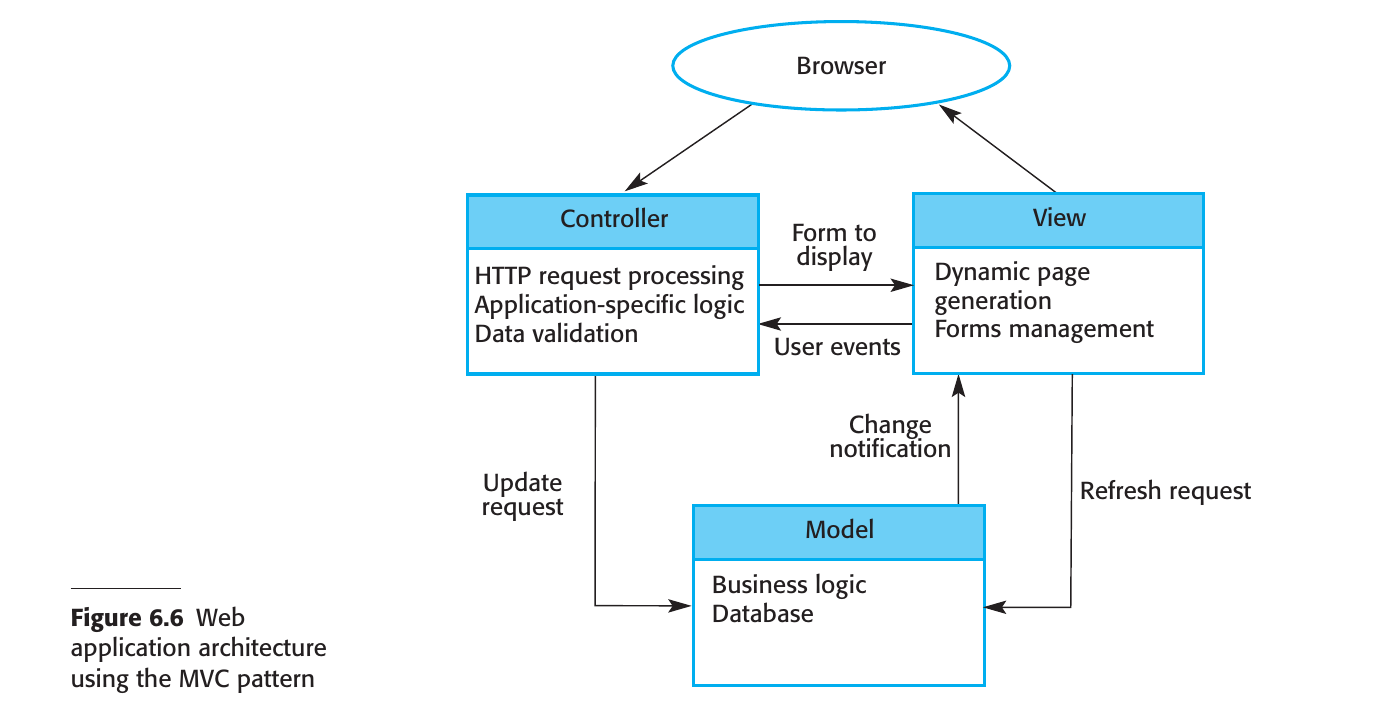 Browser
Controller
HTTP request processing
Application-specific logic
Data validation
Form to
display
User events
View
Dynamic page
generation
Forms management
Update
request
Change
notification
Refresh request
Model
Business logic
Database
Figure 6.6 Web
application architecture
using the MVC pattern